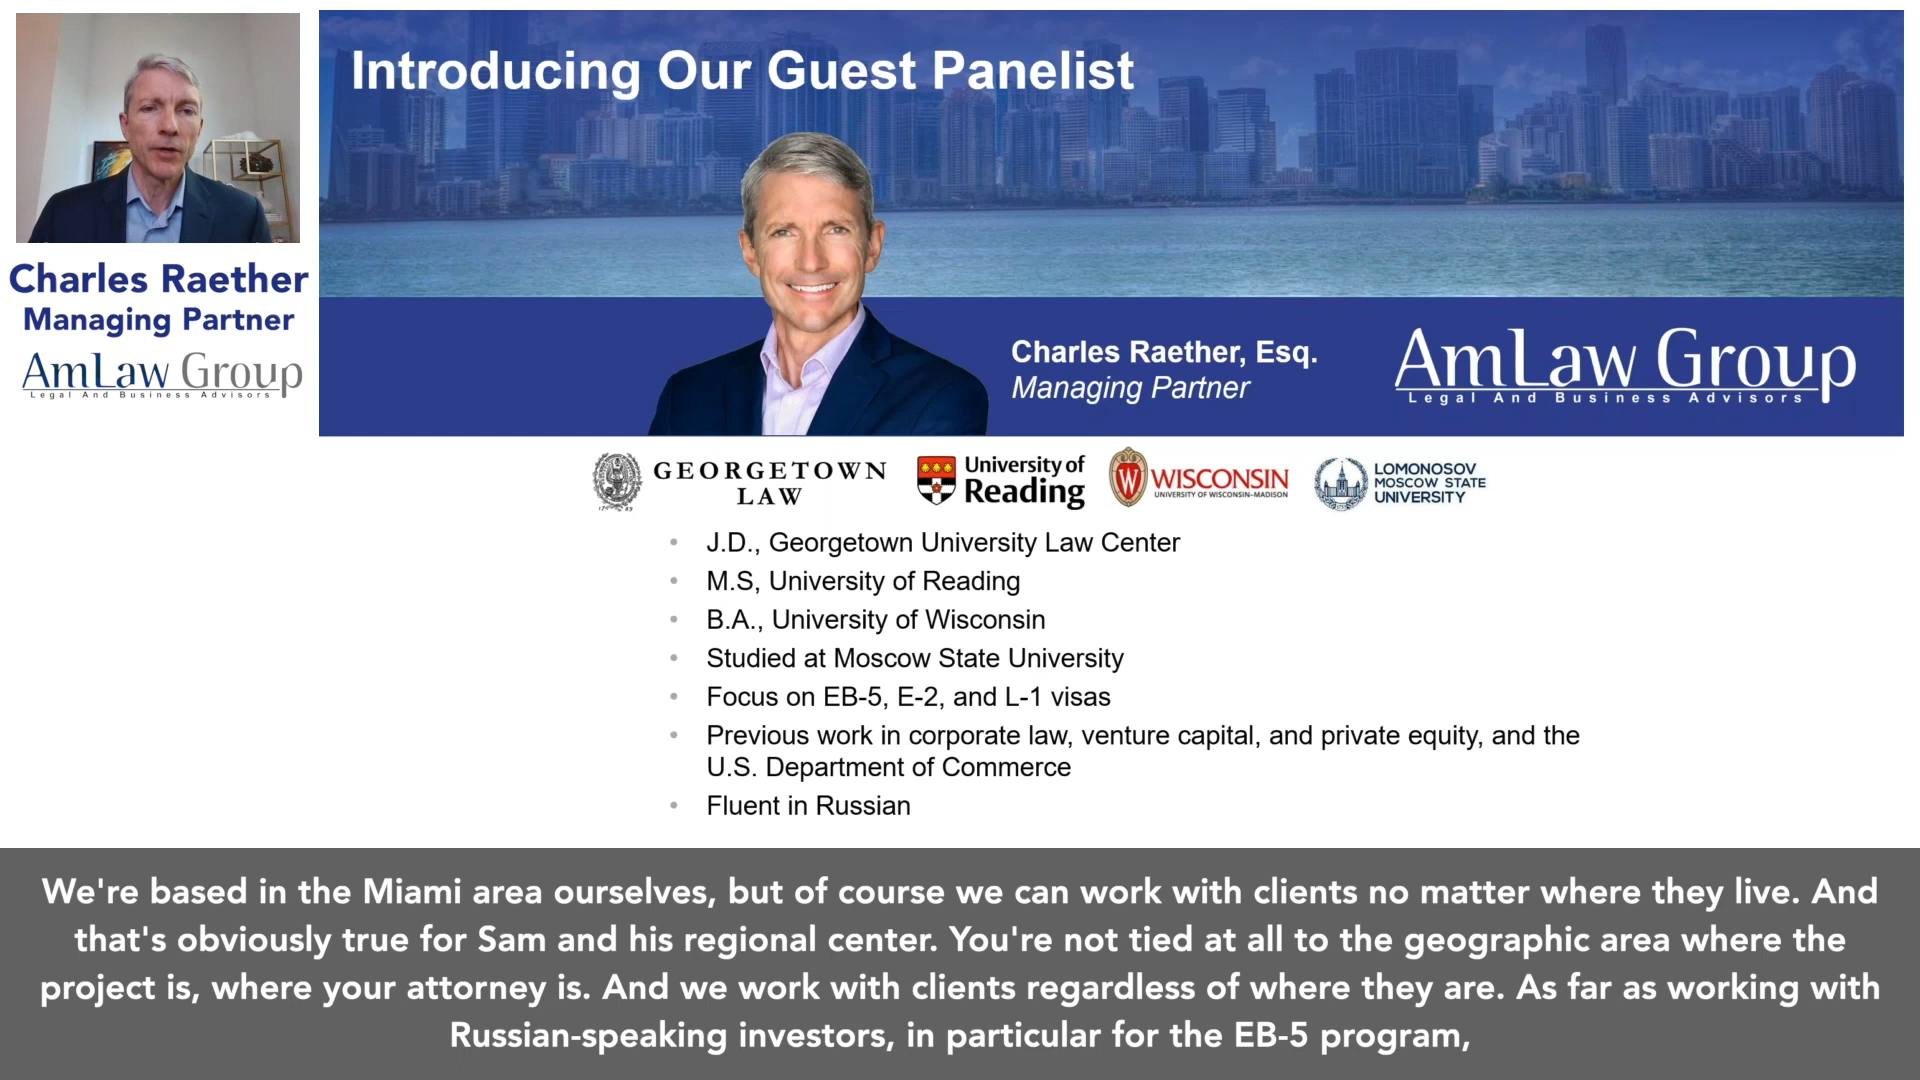 Introducing Our Guest Panelist
Charles Raether
Managing Partner
AmLaw Group
Legal And Business Advisors
Charles Raether, Esq.
Managing Partner
AmLaw Group
Legal And Business Advisors
GEORGETOWN
LAW
University of
Reading
WISCONSIN
UNIVERSITY OF WISCONSIN–MADISON
LOMONOSOV
MOSCOW STATE
UNIVERSITY
• J.D., Georgetown University Law Center
• M.S, University of Reading
• B.A., University of Wisconsin
• Studied at Moscow State University
• Focus on EB-5, E-2, and L-1 visas
• Previous work in corporate law, venture capital, and private equity, and the
U.S. Department of Commerce
• Fluent in Russian
We're based in the Miami area ourselves, but of course we can work with clients no matter where they live. And
that's obviously true for Sam and his regional center. You're not tied at all to the geographic area where the
project is, where your attorney is. And we work with clients regardless of where they are. As far as working with
Russian-speaking investors, in particular for the EB-5 program,